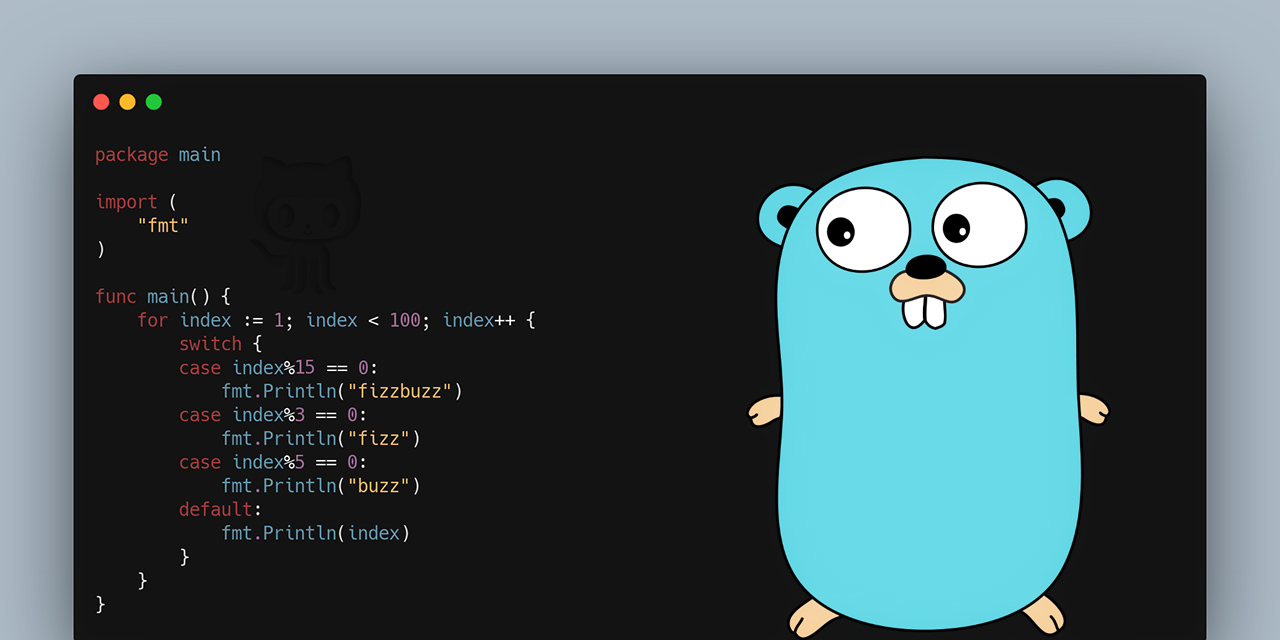 package main
import (
    "fmt"
)
func main() {
    for index := 1; index < 100; index++ {
        switch {
        case index%15 == 0:
            fmt.Println("fizzbuzz")
        case index%3 == 0:
            fmt.Println("fizz")
        case index%5 == 0:
            fmt.Println("buzz")
        default:
            fmt.Println(index)
        }
    }
}